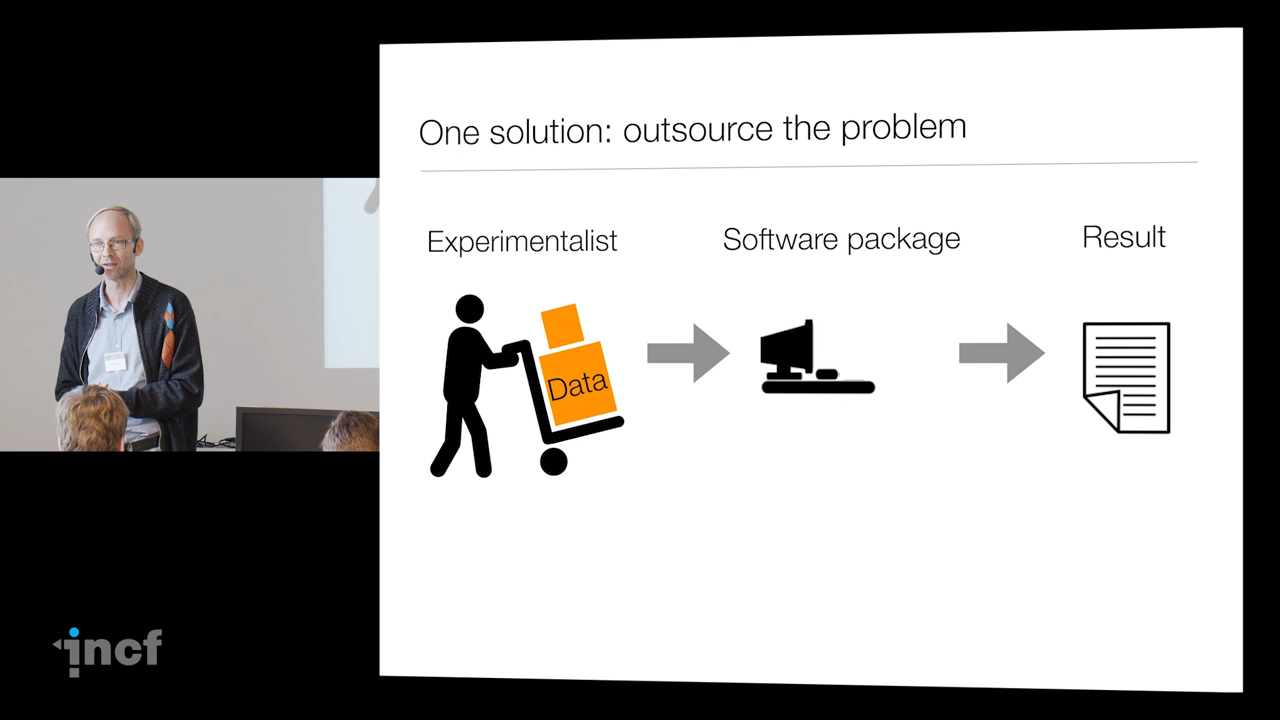 One solution: outsource the problem
Experimentalist
Software package
Result
Data
incf